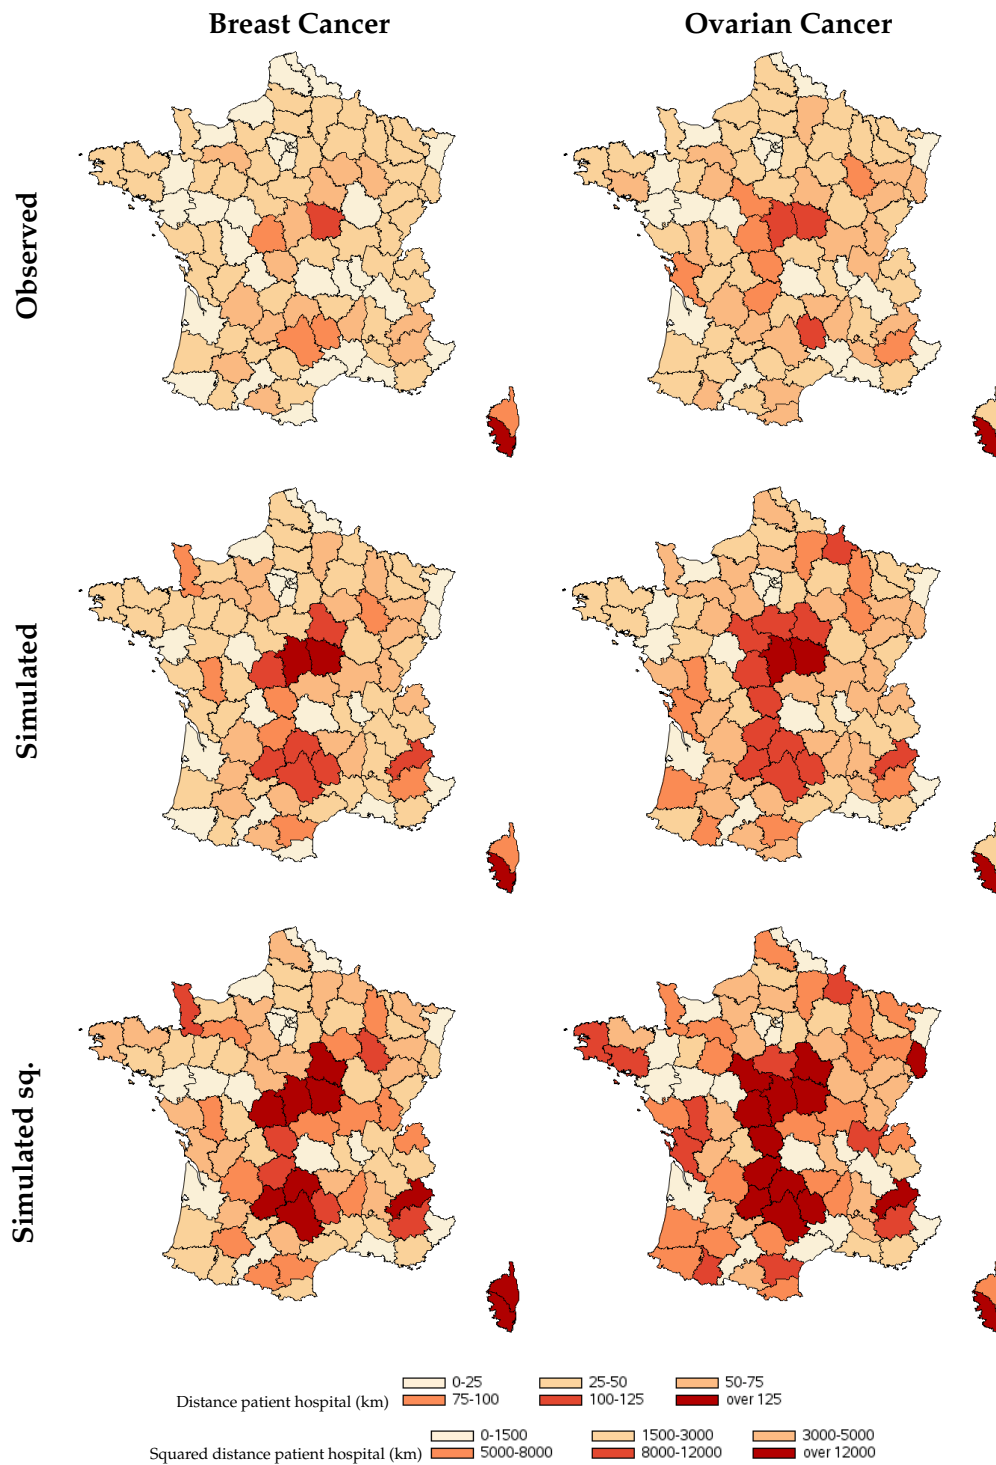 Breast Cancer Ovarian Cancer
Observed
Simulated
Simulated sq.
0-25 25-50 50-75
Distance patient hospital (km) 75-100 100-125 over 125
0-1500 1500-3000 3000-5000
Squared distance patient hospital (km) 5000-8000 8000-12000 over 12000